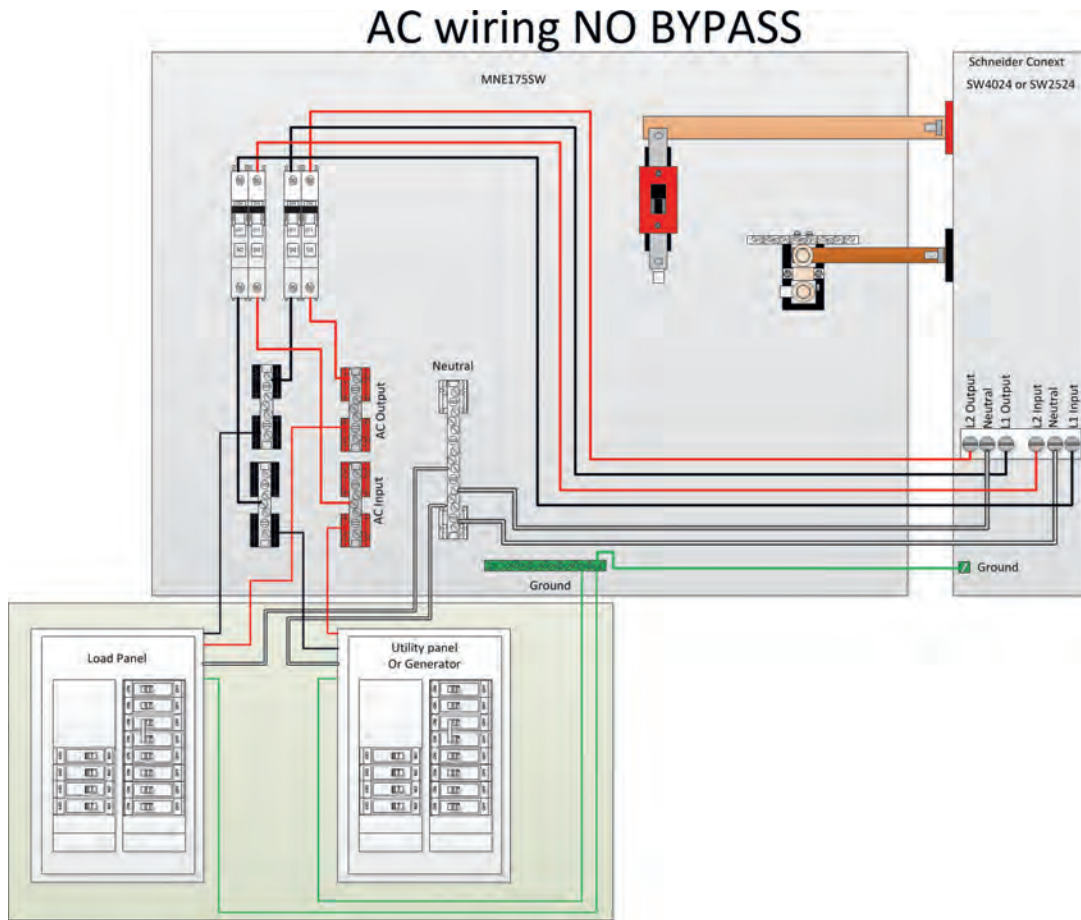 AC wiring NO BYPASS
MNE175SW
Schneider Conext
SW4024 or SW2524
Neutral
AC Output
AC Input
L2 Output
Neutral
L1 Output
L2 Input
Neutral
L1 Input
Ground
Ground
Load Panel
Utility panel
Or Generator